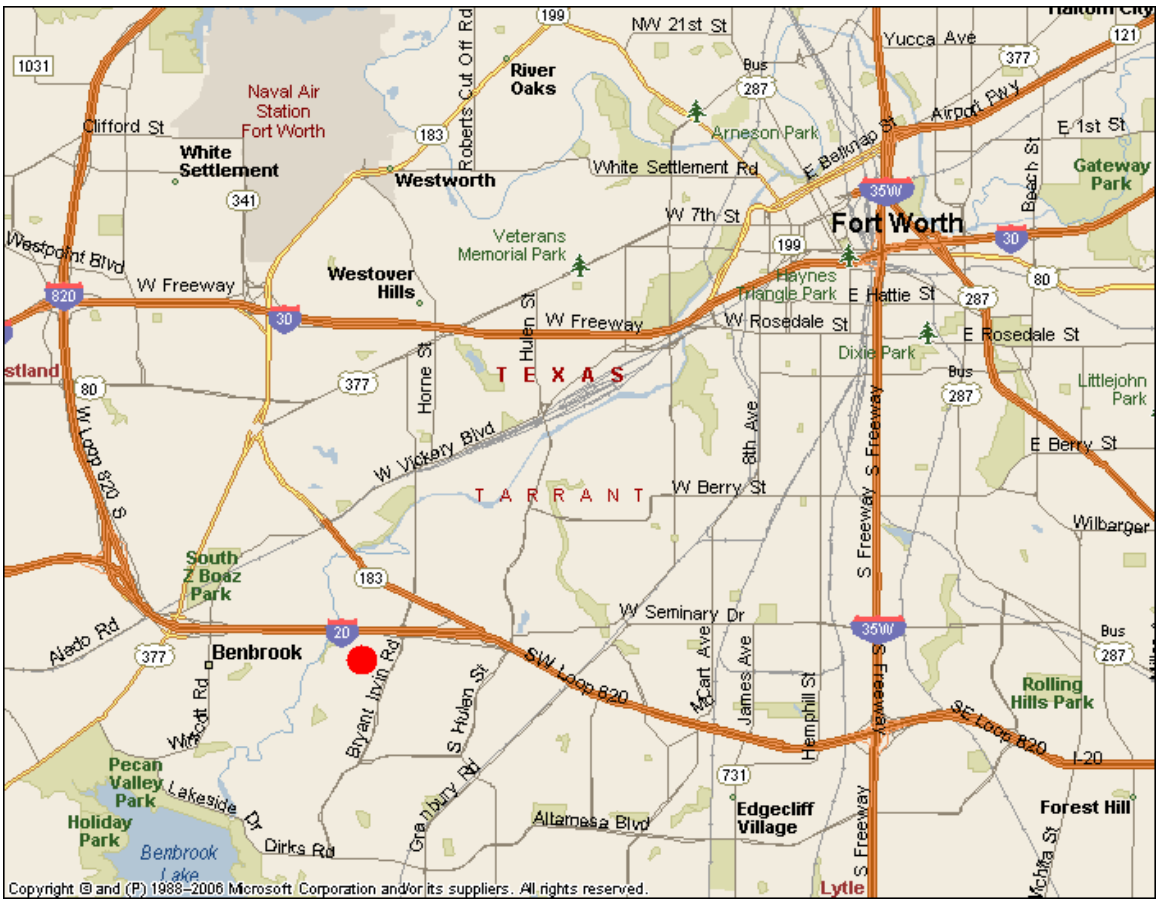 199
NW 21st St
Haltom City
121
Yucca Ave
377
1031
River
Oaks
Bus
287
Roberts Cut Off Rd
Naval Air
Station
Fort Worth
183
Airport Fwy
Arneson Park
E Belknap St
E 1st St
Clifford St
White
Settlement
Westworth
White Settlement Rd
Gateway
Park
Beach St
35W
341
W 7th St
Fort Worth
Westpoint Blvd
Veterans
Memorial Park
199
30
Westover
Hills
W Freeway
Haynes
Triangle Park
80
820
E Hattie St
287
30
Hulen St
W Freeway
W Rosedale St
E Rosedale St
Dixie Park
stland
80
377
Horne St
TEXAS
Bus
287
Littlejohn
Park
W Loop 820 S
W Vickery Blvd
8th Ave
S Freeway
E Berry St
TARRANT
W Berry St
S Freeway
Wilbarger
South
Z Boaz
Park
183
S Freeway
W Seminary Dr
Aledo Rd
20
35W
377
Benbrook
Bus
287
Bryant Irvin Rd
SW Loop 820
McCart Ave
James Ave
S Freeway
S Hulen St
Hemphill St
Rolling
Hills Park
Winscott Rd
SE Loop 820
I-20
Pecan
Valley
Park
Lakeside Dr
Granbury Rd
731
Edgecliff
Village
Forest Hill
Holiday
Park
Altamesa Blvd
S Freeway
Dirks Rd
Benbrook
Lake
Wichita St
Lytle
Copyright © and (P) 1988–2006 Microsoft Corporation and/or its suppliers. All rights reserved.